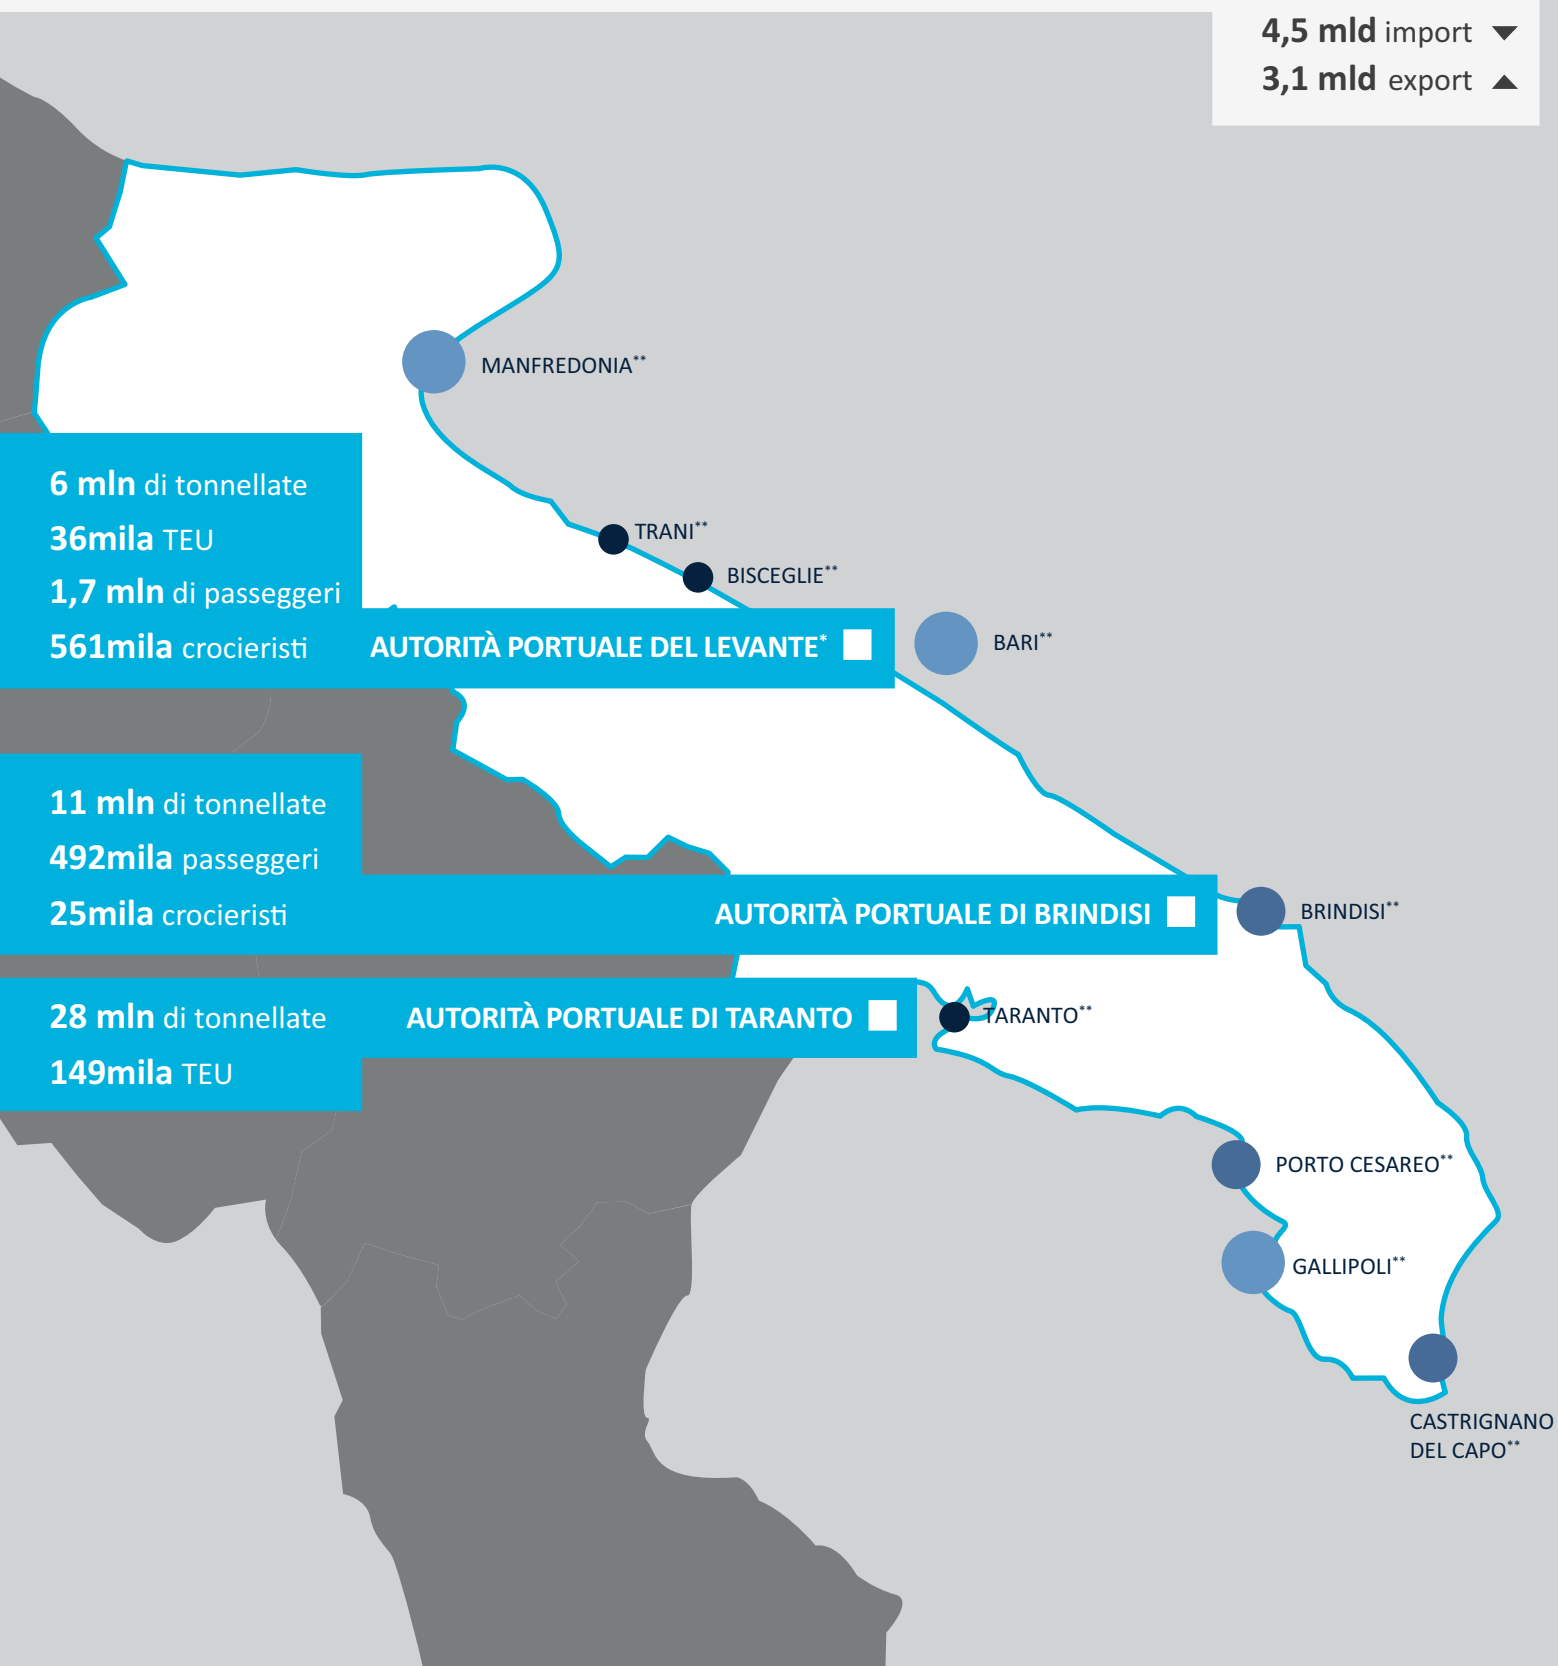 4,5 mld import
3,1 mld export
MANFREDONIA**
6 mln di tonnellate
36mila TEU
1,7 mln di passeggeri
561mila crocieristi
TRANI**
BISCEGLIE**
AUTORITÀ PORTUALE DEL LEVANTE*
BARI**
11 mln di tonnellate
492mila passeggeri
25mila crocieristi
AUTORITÀ PORTUALE DI BRINDISI
BRINDISI**
28 mln di tonnellate
149mila TEU
AUTORITÀ PORTUALE DI TARANTO
TARANTO**
PORTO CESAREO**
GALLIPOLI**
CASTRIGNANO
DEL CAPO**